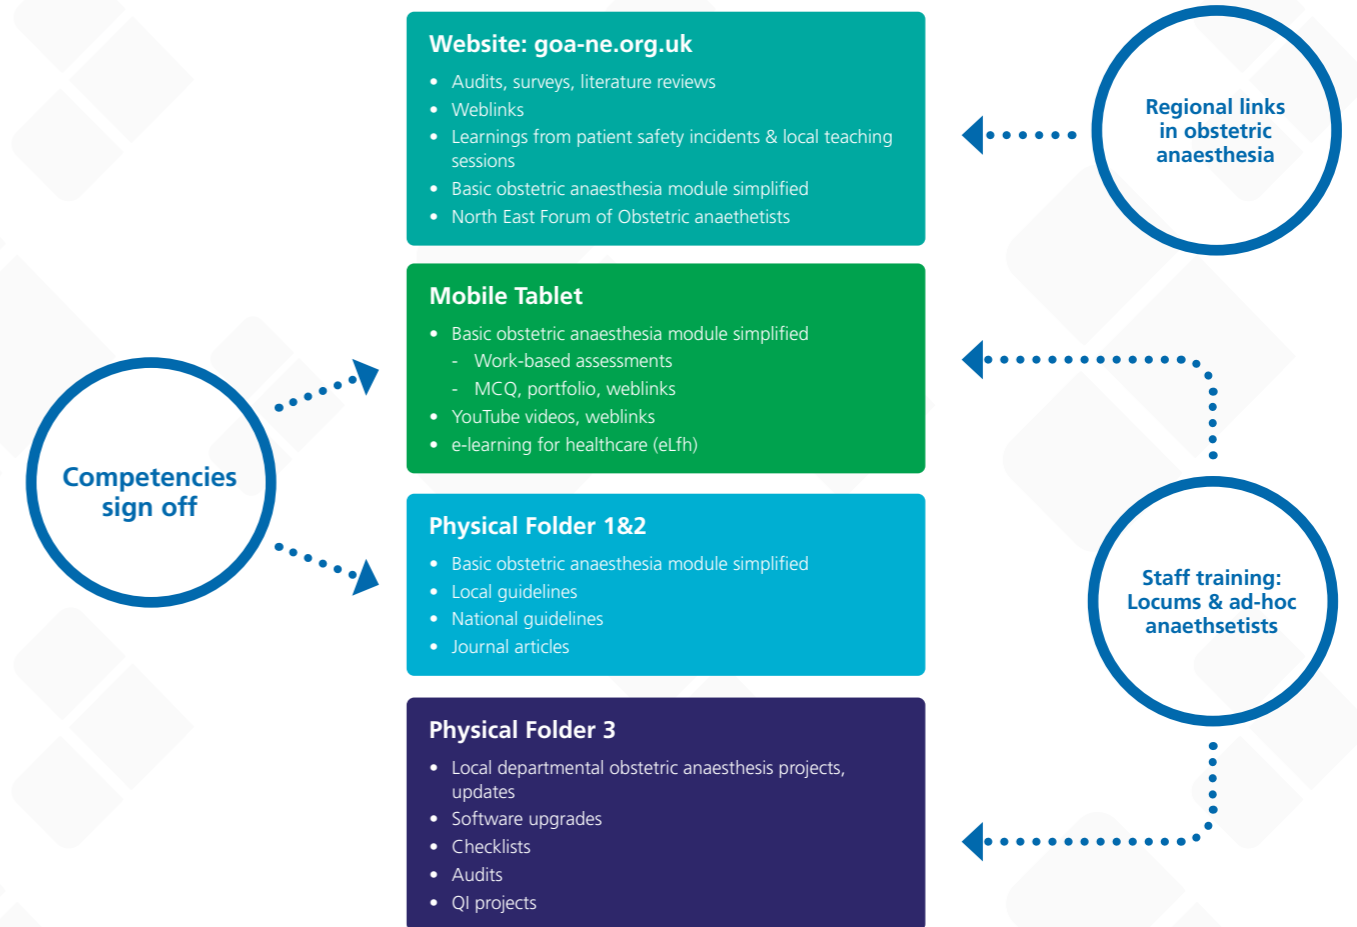 Website: goa-ne.org.uk
• Audits, surveys, literature reviews
• Weblinks
• Learnings from patient safety incidents & local teaching
sessions
• Basic obstetric anaesthesia module simplified
• North East Forum of Obstetric anaethetists
Regional links
in obstetric
anaesthesia
Mobile Tablet
• Basic obstetric anaesthesia module simplified
- Work-based assessments
- MCQ, portfolio, weblinks
• YouTube videos, weblinks
• e-learning for healthcare (eLfh)
Competencies
sign off
Physical Folder 1&2
• Basic obstetric anaesthesia module simplified
• Local guidelines
• National guidelines
• Journal articles
Staff training:
Locums & ad-hoc
anaethsetists
Physical Folder 3
• Local departmental obstetric anaesthesis projects,
updates
• Software upgrades
• Checklists
• Audits
• QI projects